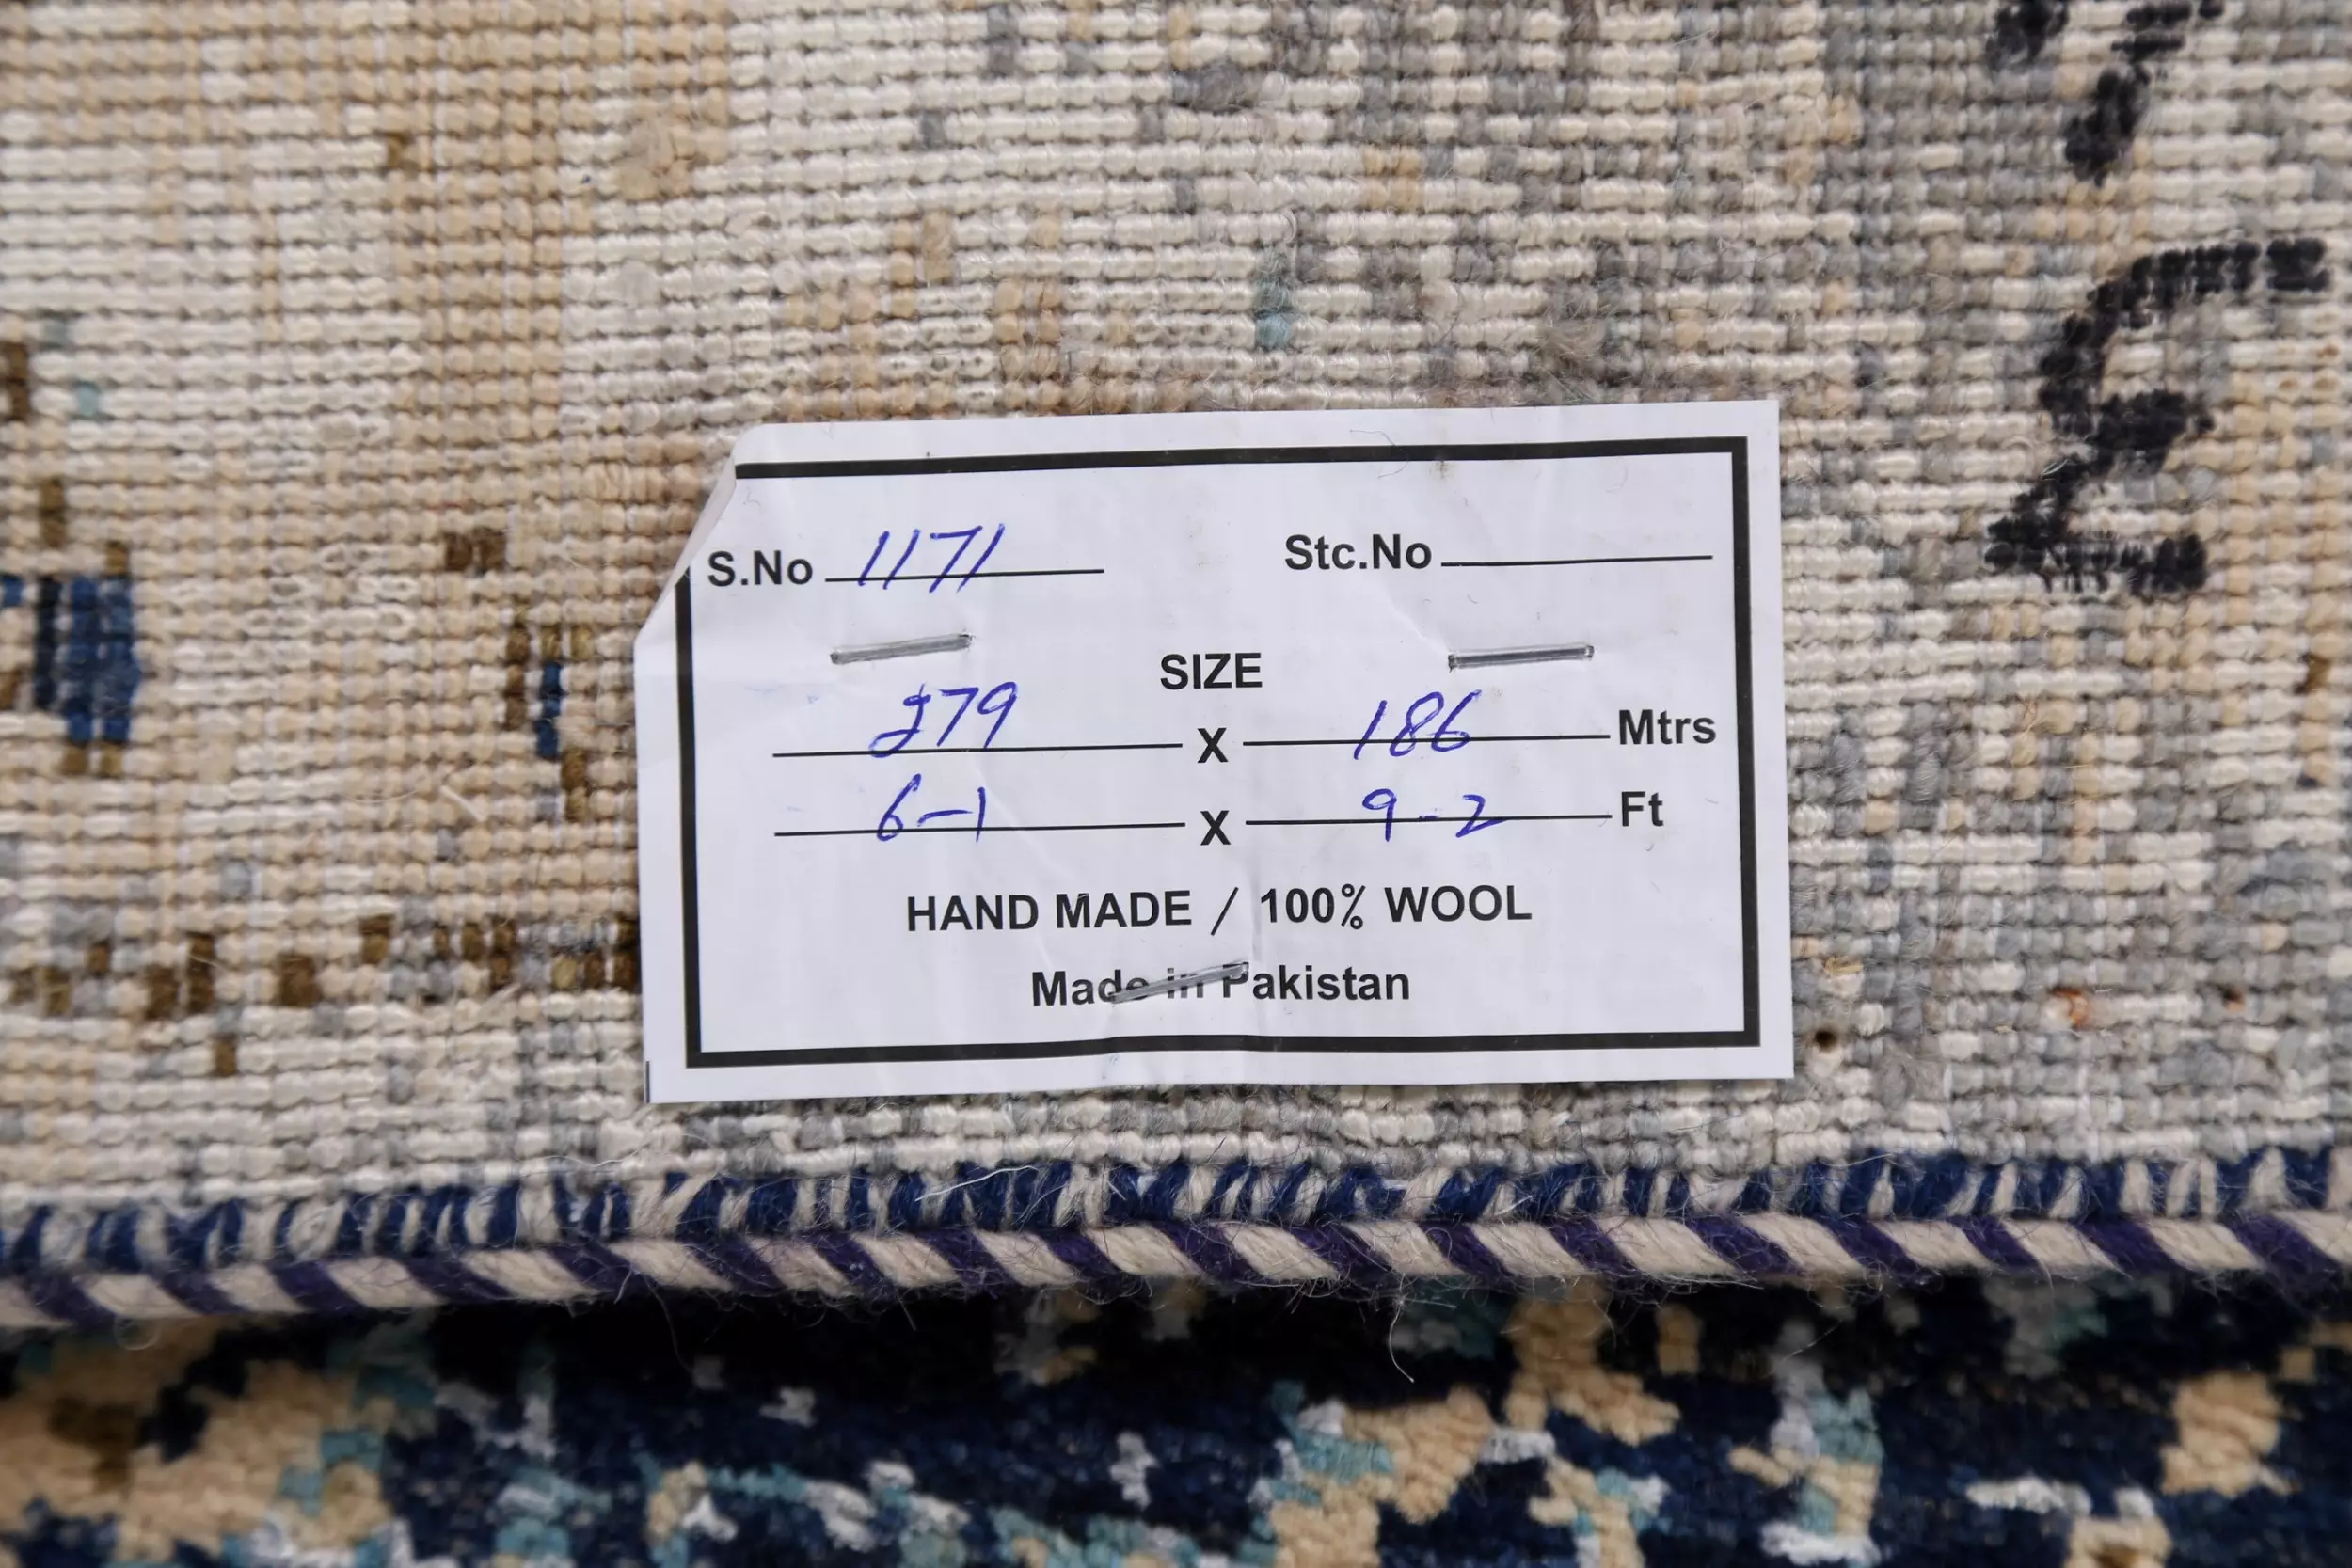 S.No 1171 Stc.No
SIZE
279 X 186 Mtrs
6-1 X 9-2 Ft
HAND MADE / 100% WOOL
Made in Pakistan